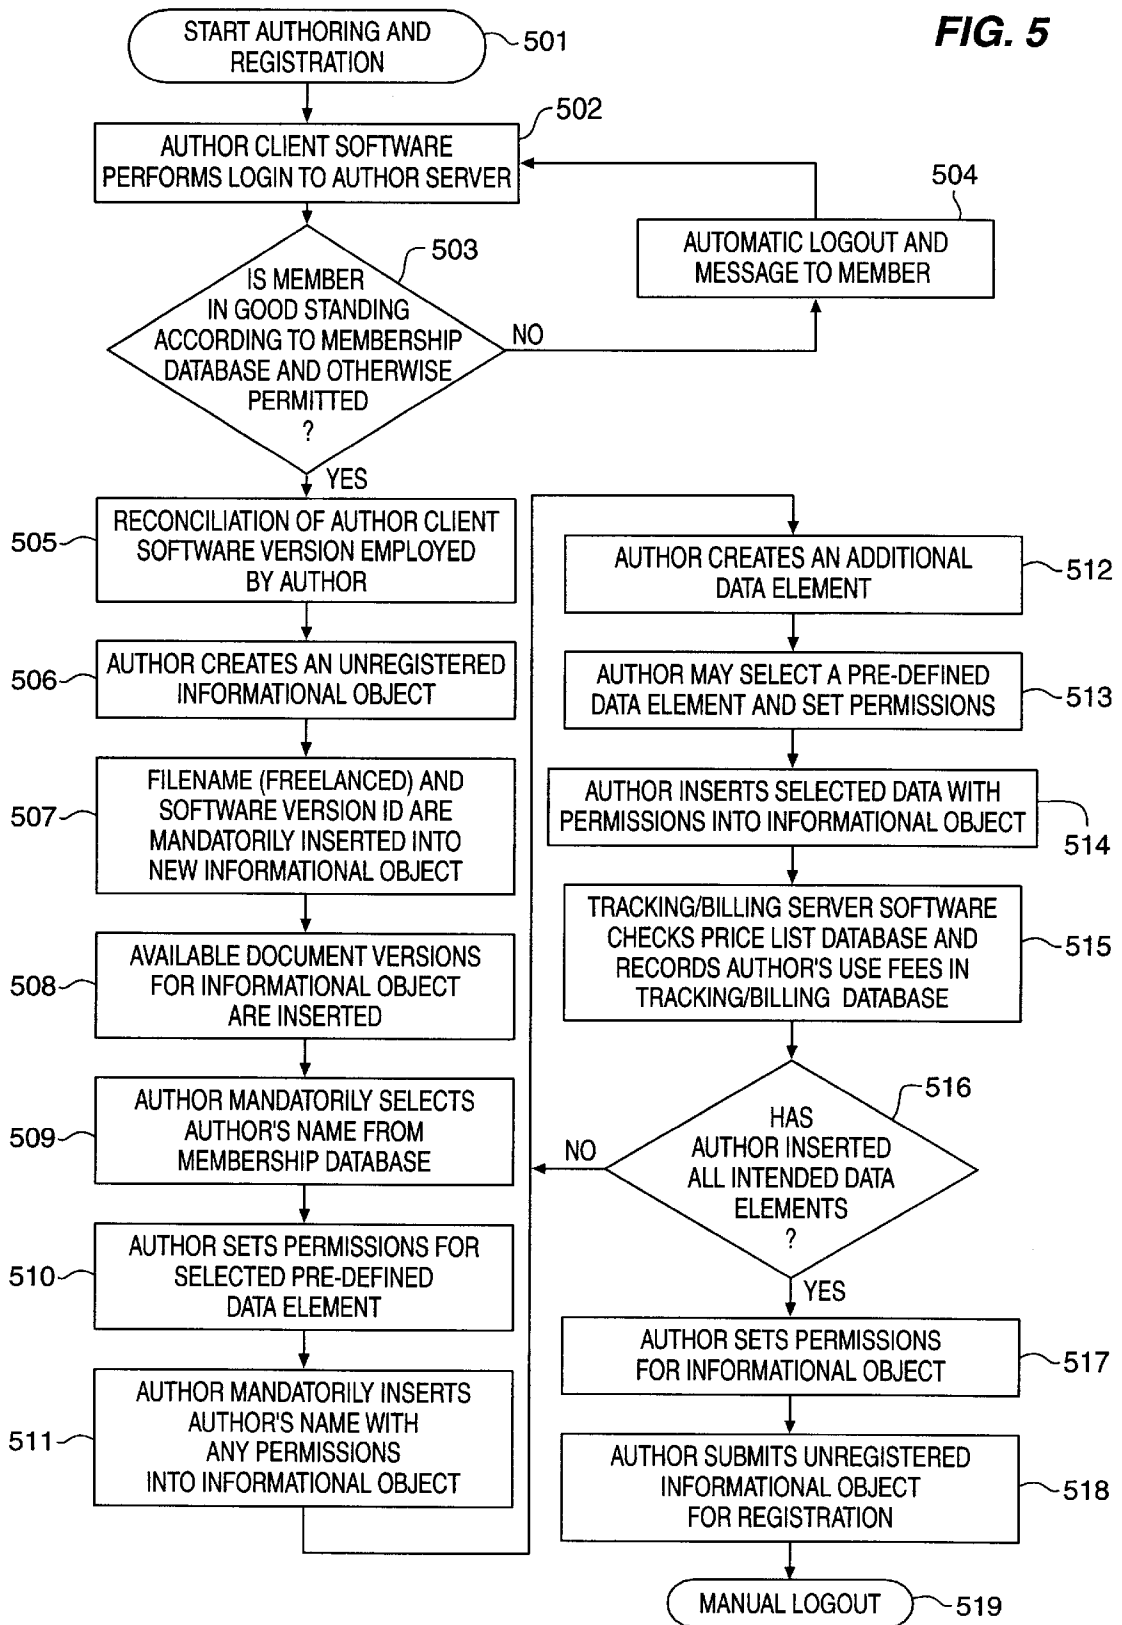 FIG. 5
START AUTHORING AND
REGISTRATION
501
502
AUTHOR CLIENT SOFTWARE
PERFORMS LOGIN TO AUTHOR SERVER
504
AUTOMATIC LOGOUT AND
MESSAGE TO MEMBER
503
IS MEMBER
IN GOOD STANDING
ACCORDING TO MEMBERSHIP
DATABASE AND OTHERWISE
PERMITTED
?
NO
YES
505
RECONCILIATION OF AUTHOR CLIENT
SOFTWARE VERSION EMPLOYED
BY AUTHOR
506
AUTHOR CREATES AN UNREGISTERED
INFORMATIONAL OBJECT
507
FILENAME (FREELANCED) AND
SOFTWARE VERSION ID ARE
MANDATORILY INSERTED INTO
NEW INFORMATIONAL OBJECT
508
AVAILABLE DOCUMENT VERSIONS
FOR INFORMATIONAL OBJECT
ARE INSERTED
509
AUTHOR MANDATORILY SELECTS
AUTHOR'S NAME FROM
MEMBERSHIP DATABASE
510
AUTHOR SETS PERMISSIONS FOR
SELECTED PRE-DEFINED
DATA ELEMENT
511
AUTHOR MANDATORILY INSERTS
AUTHOR'S NAME WITH
ANY PERMISSIONS
INTO INFORMATIONAL OBJECT
AUTHOR CREATES AN ADDITIONAL
DATA ELEMENT
512
AUTHOR MAY SELECT A PRE-DEFINED
DATA ELEMENT AND SET PERMISSIONS
513
AUTHOR INSERTS SELECTED DATA WITH
PERMISSIONS INTO INFORMATIONAL OBJECT
514
TRACKING/BILLING SERVER SOFTWARE
CHECKS PRICE LIST DATABASE AND
RECORDS AUTHOR'S USE FEES IN
TRACKING/BILLING DATABASE
515
516
HAS
AUTHOR INSERTED
ALL INTENDED DATA
ELEMENTS
?
NO
YES
AUTHOR SETS PERMISSIONS
FOR INFORMATIONAL OBJECT
517
AUTHOR SUBMITS UNREGISTERED
INFORMATIONAL OBJECT
FOR REGISTRATION
518
MANUAL LOGOUT
519